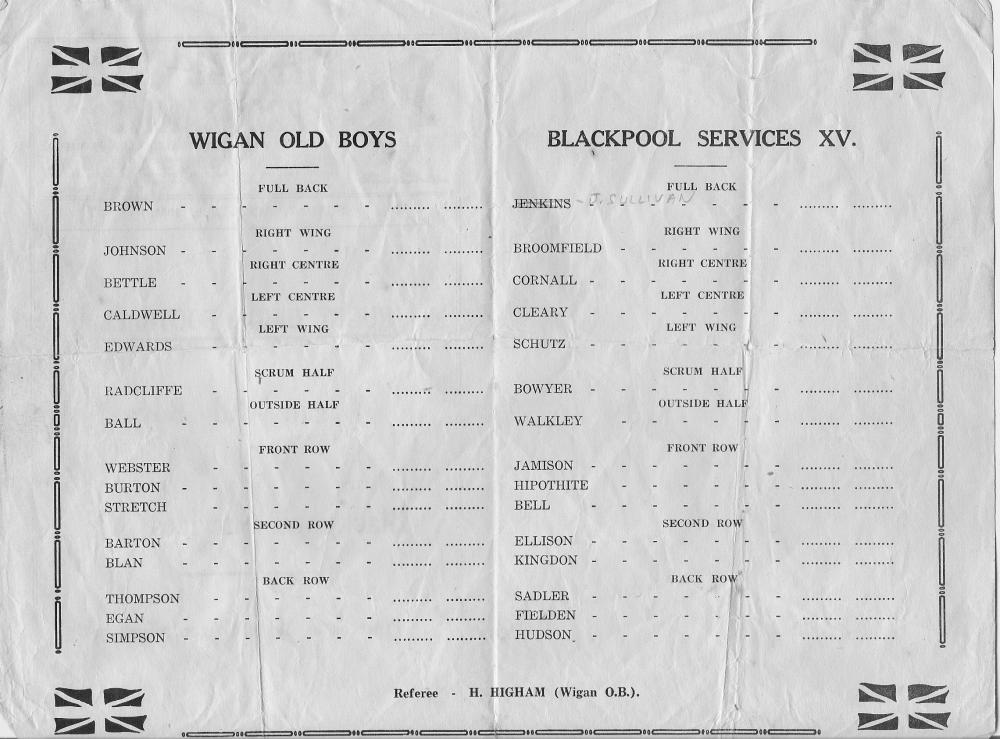 WIGAN OLD BOYS
FULL BACK
BROWN
RIGHT WING
JOHNSON
RIGHT CENTRE
BETTLE
LEFT CENTRE
CALDWELL
LEFT WING
EDWARDS
SCRUM HALF
RADCLIFFE
OUTSIDE HALF
BALL
FRONT ROW
WEBSTER
BURTON
STRETCH
SECOND ROW
BARTON
BLAN
BACK ROW
THOMPSON
EGAN
SIMPSON
BLACKPOOL SERVICES XV.
FULL BACK
JENKINS - J. SULLIVAN
RIGHT WING
BROOMFIELD
RIGHT CENTRE
CORNALL
LEFT CENTRE
CLEARY
LEFT WING
SCHUTZ
SCRUM HALF
BOWYER
OUTSIDE HALF
WALKLEY
FRONT ROW
JAMISON
HIPOTHITE
BELL
SECOND ROW
ELLISON
KINGDON
BACK ROW
SADLER
FIELDEN
HUDSON
Referee - H. HIGHAM (Wigan O.B.).